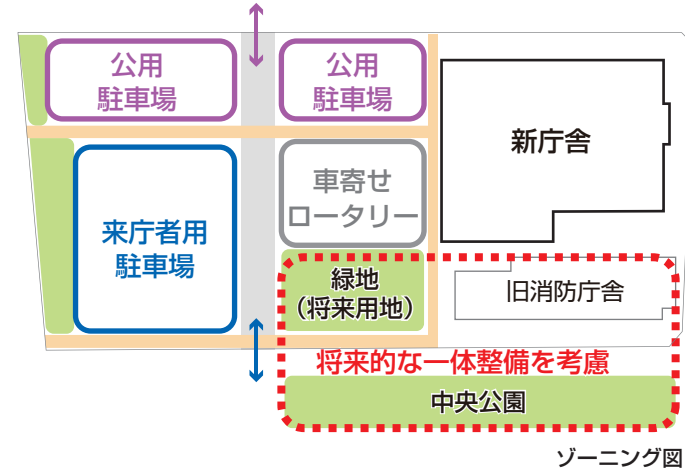 公用
駐車場
公用
駐車場
新庁舎
車寄せ
ロータリー
来庁者用
駐車場
緑地
（将来用地）
旧消防庁舎
将来的な一体整備を考慮
中央公園
ゾーニング図